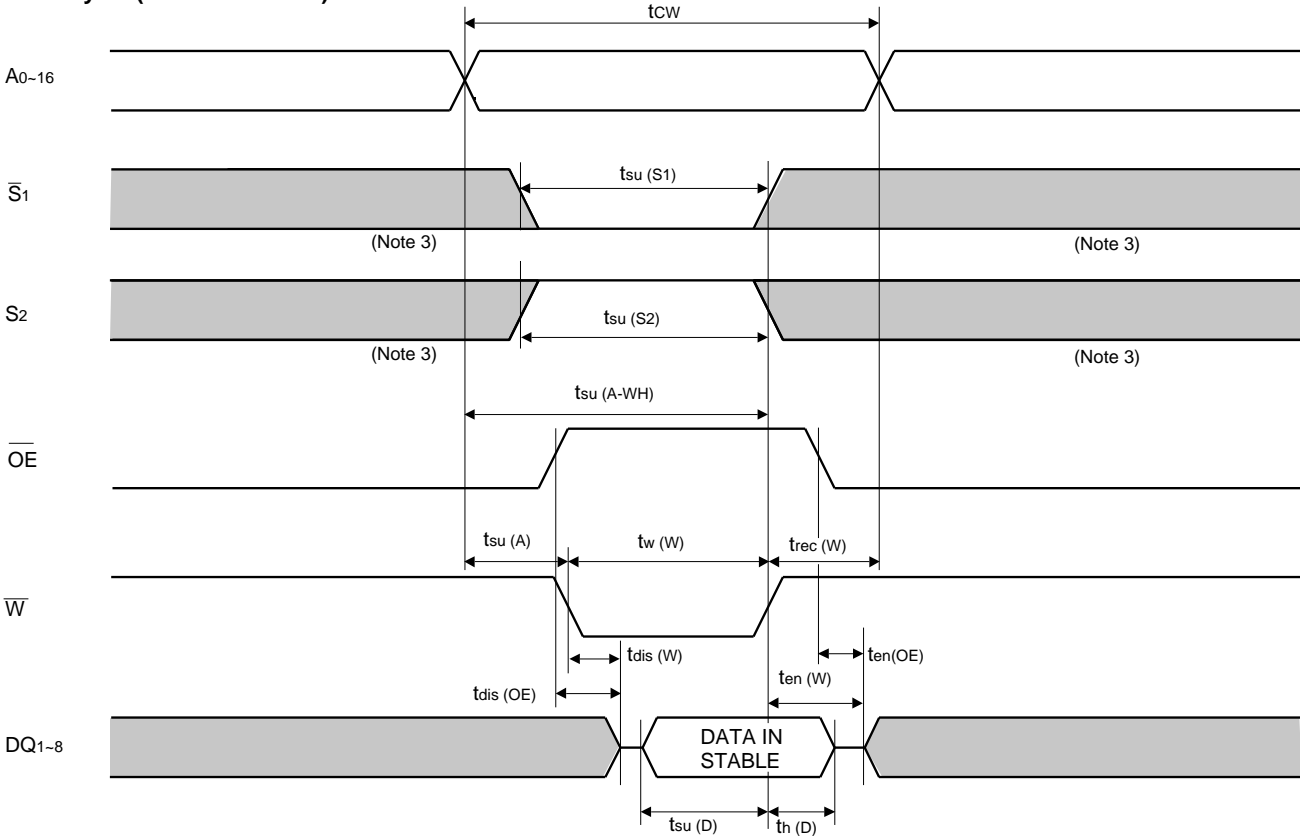 tCW
A0~16
S1
tsu (S1)
(Note 3)
(Note 3)
S2
tsu (S2)
(Note 3)
(Note 3)
tsu (A-WH)
OE
tsu (A)
tw (W)
trec (W)
W
tdis (W)
ten(OE)
tdis (OE)
ten (W)
DQ1~8
DATA IN
STABLE
tsu (D)
th (D)